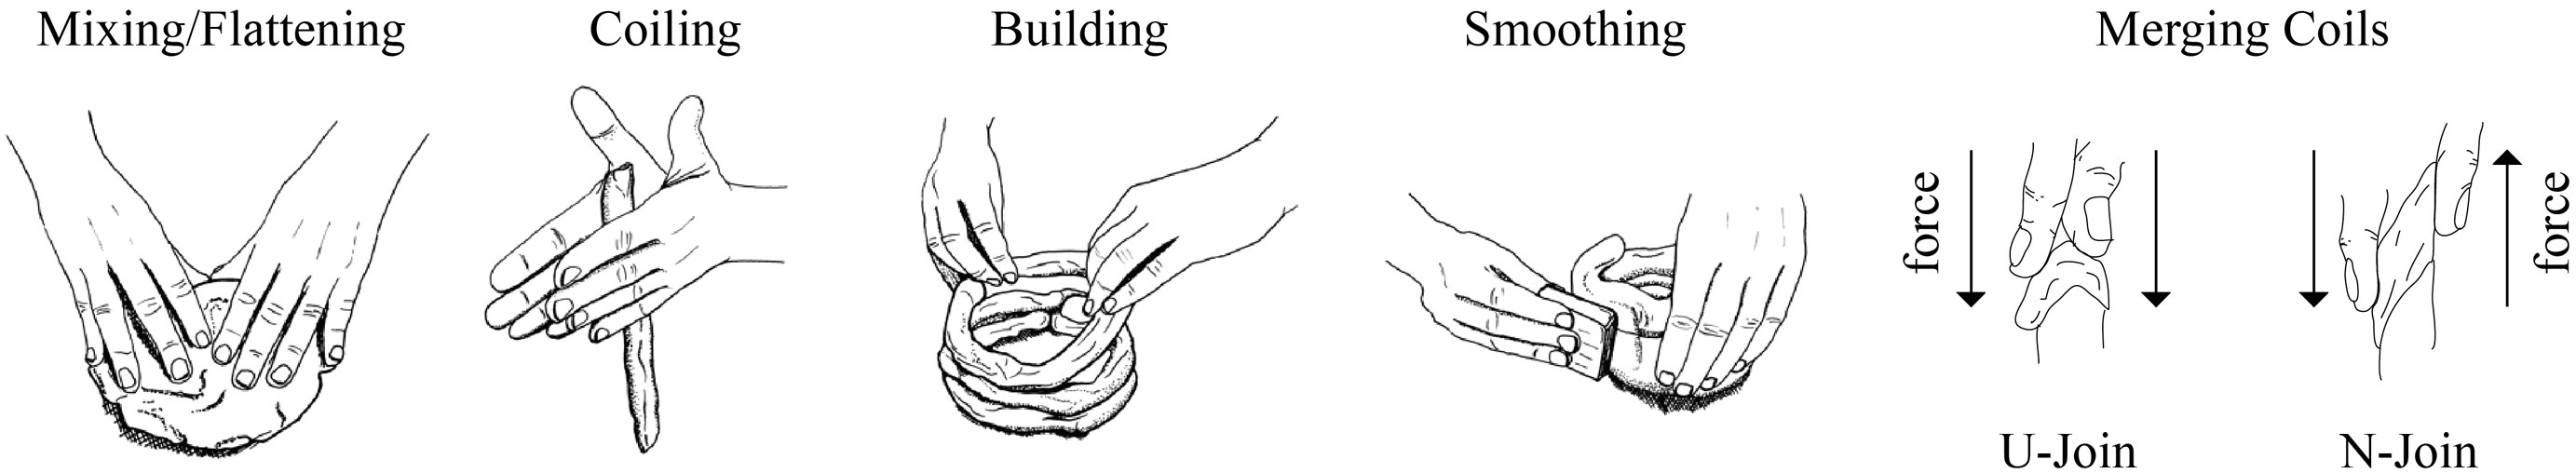 Mixing/Flattening
Coiling
Building
Smoothing
Merging Coils
force
force
U-Join
N-Join